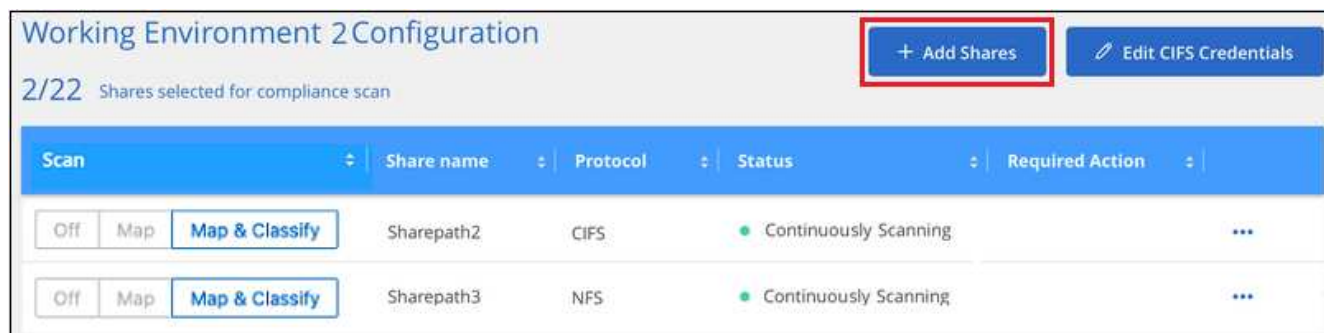 Working Environment 2 Configuration
+ Add Shares
Edit CIFS Credentials
2/22 Shares selected for compliance scan
Scan Share name Protocol Status Required Action
Off Map Map & Classify Sharepath2 CIFS Continuously Scanning ...
Off Map Map & Classify Sharepath3 NFS Continuously Scanning ...